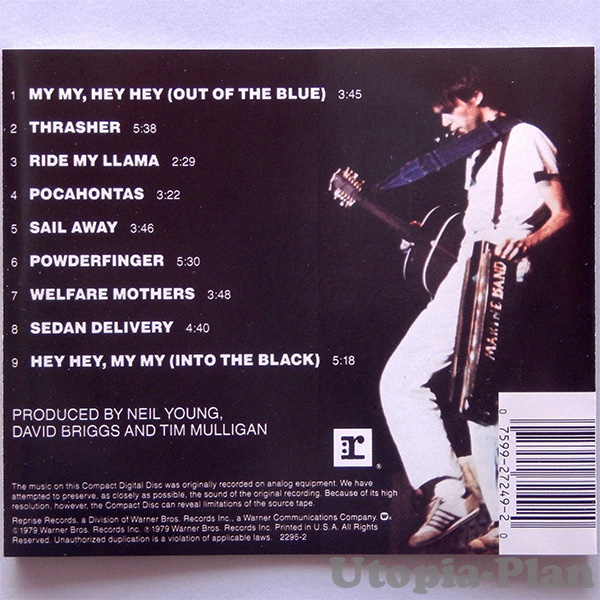 1 MY MY, HEY HEY (OUT OF THE BLUE) 3:45
2 THRASHER 5:38
3 RIDE MY LLAMA 2:29
4 POCAHONTAS 3:22
5 SAIL AWAY 3:46
6 POWDERFINGER 5:30
7 WELFARE MOTHERS 3:48
8 SEDAN DELIVERY 4:40
9 HEY HEY, MY MY (INTO THE BLACK) 5:18
PRODUCED BY NEIL YOUNG,
DAVID BRIGGS AND TIM MULLIGAN
r ®
The music on this Compact Digital Disc was originally recorded on analog equipment. We have
attempted to preserve, as closely as possible, the sound of the original recording. Because of its high
resolution, however, the Compact Disc can reveal limitations of the source tape.
Reprise Records, a Division of Warner Bros. Records Inc., a Warner Communications Company.
©1979 Warner Bros. Records Inc. ℗1979 Warner Bros. Records Inc. Printed in U.S.A. All Rights
Reserved. Unauthorized duplication is a violation of applicable laws. 2295-2
MARINE BAND
0 7599-27249-2 0
Utopia-Plan